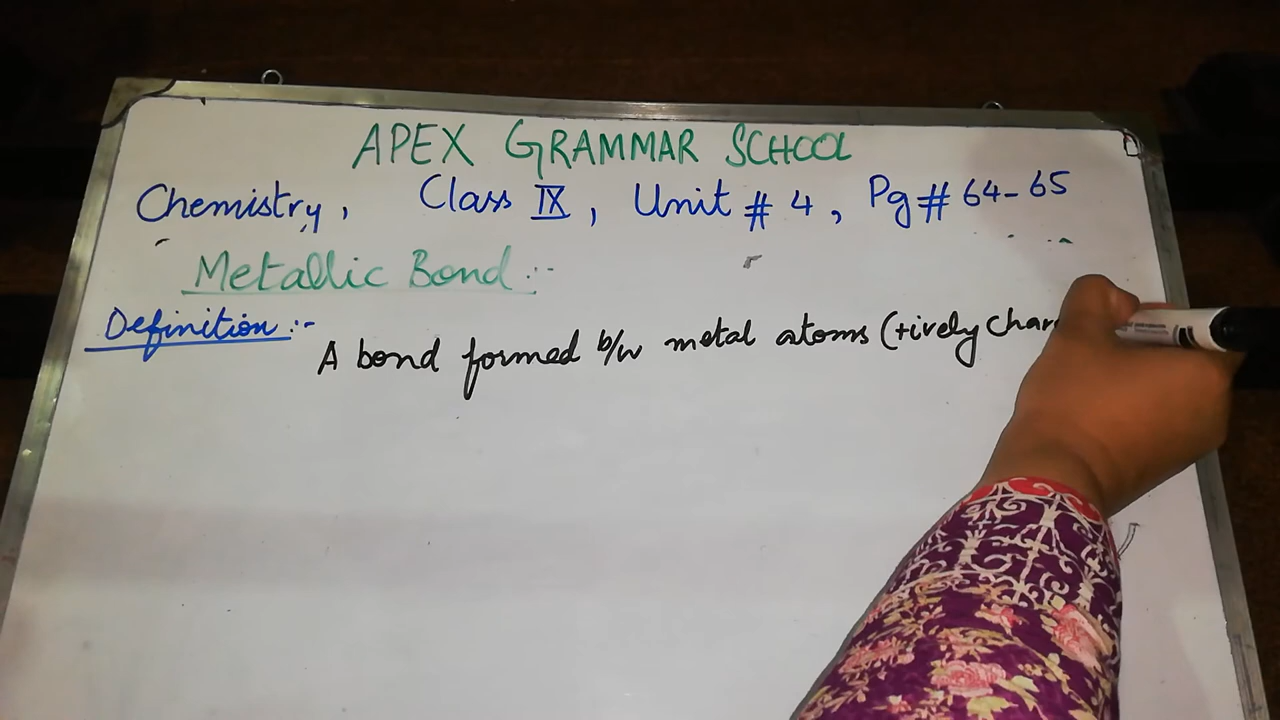 APEX GRAMMAR SCHOOL
Chemistry, Class IX, Unit # 4, Pg # 64-65
Metallic Bond :-
Definition :-
A bond formed b/w metal atoms (+ively char